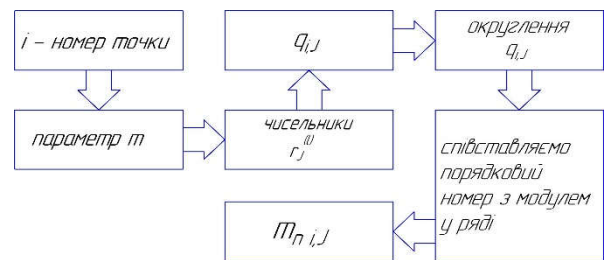 i – номер точки
параметр m
чисельники
r_J^(i)
q_i,J
округлення
q_i,J
співставляємо
порядковий
номер з модулем
у ряді
m_n i,J